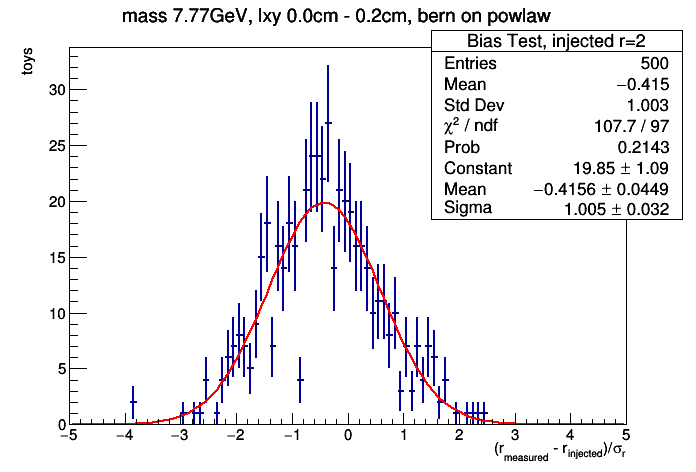 mass 7.77GeV, lxy 0.0cm - 0.2cm, bern on powlaw
toys
Bias Test, injected r=2
Entries 500
Mean −0.415
Std Dev 1.003
χ² / ndf 107.7 / 97
Prob 0.2143
Constant 19.85 ± 1.09
Mean −0.4156 ± 0.0449
Sigma 1.005 ± 0.032
30
25
20
15
10
5
0
−5 −4 −3 −2 −1 0 1 2 3 4 5
(r_measured - r_injected)/σ_r